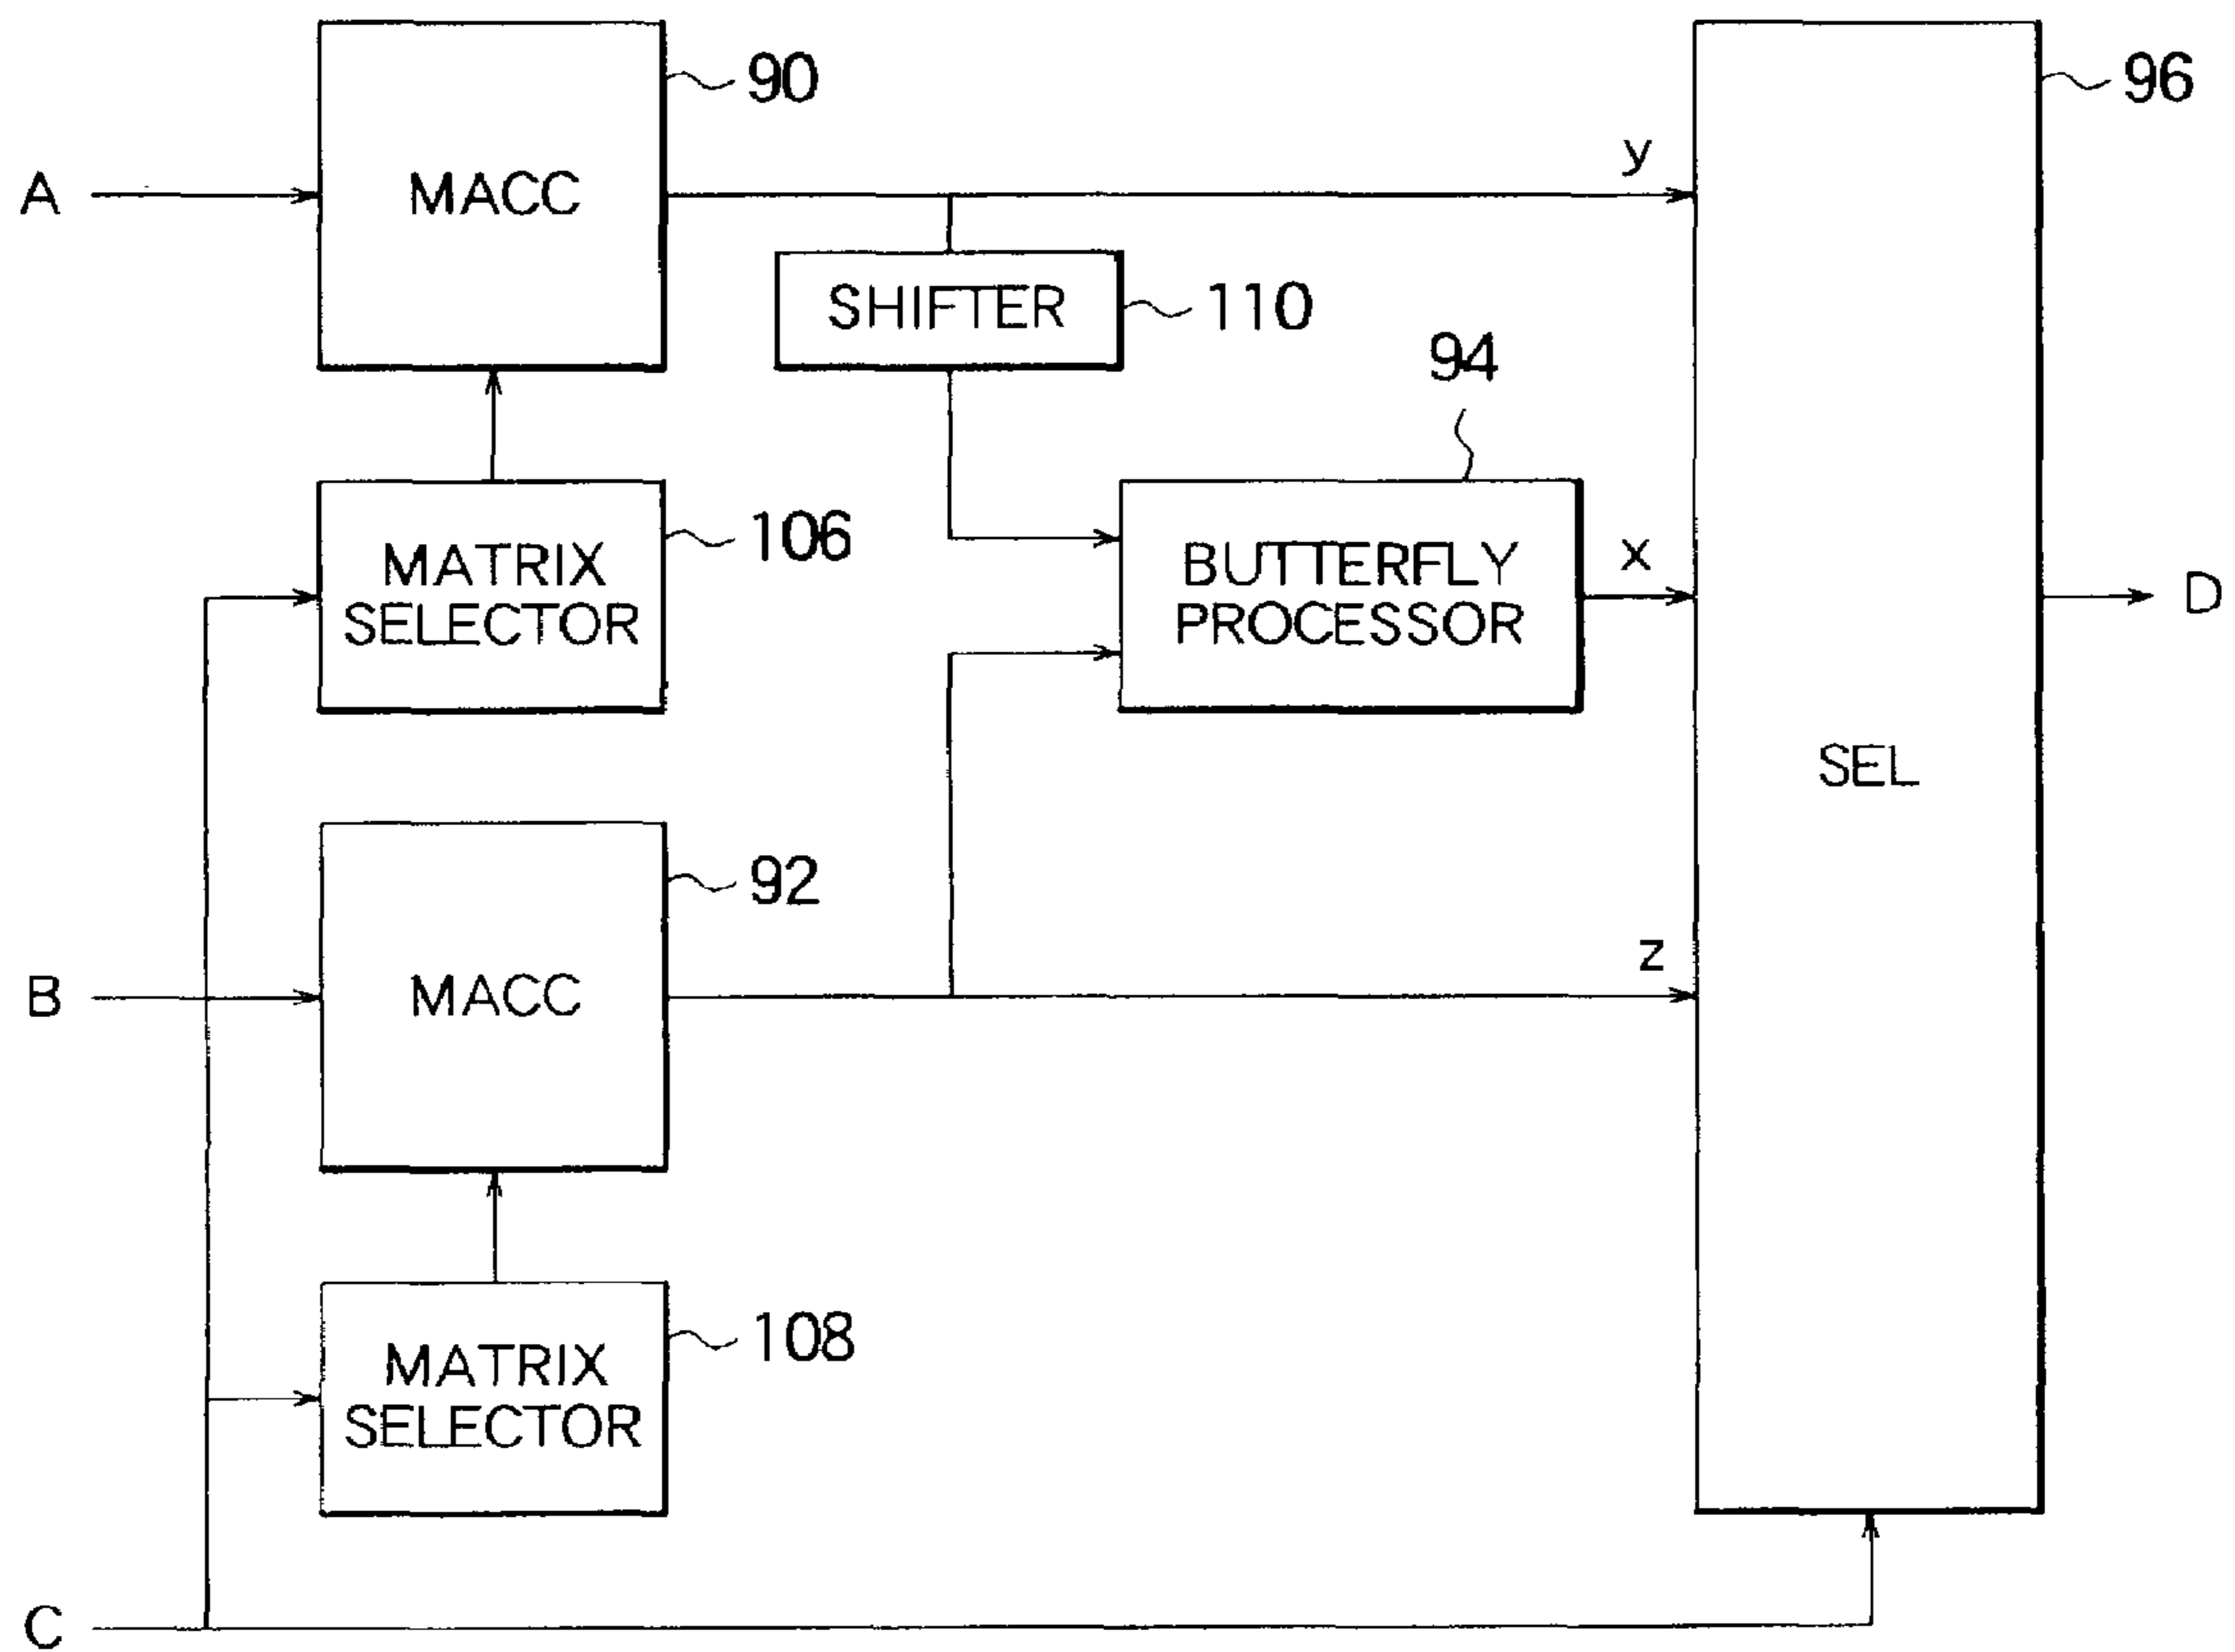 90
96
y
A
MACC
SHIFTER
110
94
106
MATRIX
SELECTOR
BUTTERFLY
PROCESSOR
x
D
SEL
92
z
B
MACC
108
MATRIX
SELECTOR
C